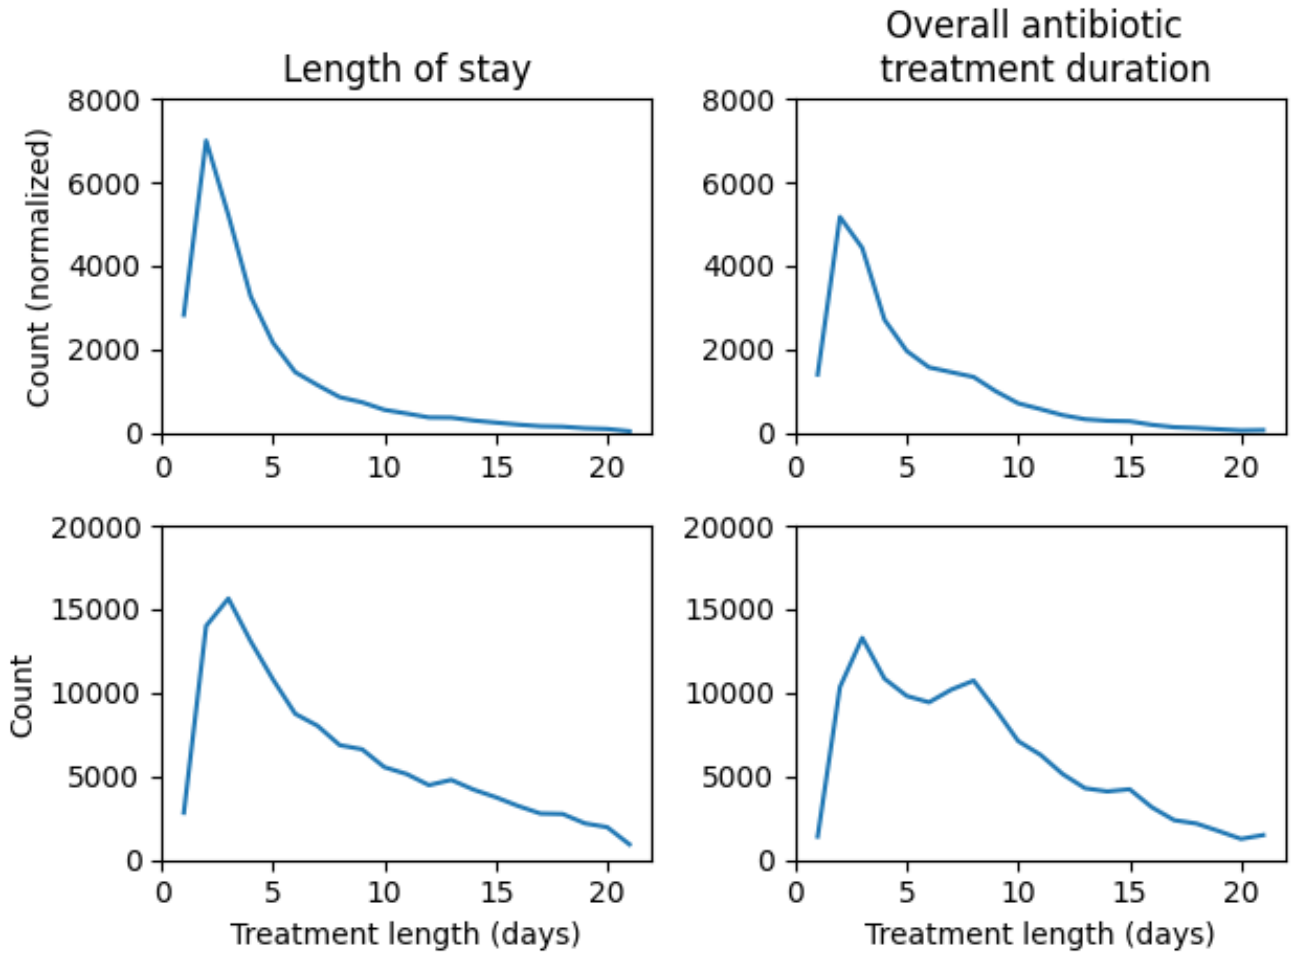 Length of stay
Overall antibiotic
treatment duration
Count (normalized)
8000
6000
4000
2000
0
0 5 10 15 20
8000
6000
4000
2000
0
0 5 10 15 20
Count
20000
15000
10000
5000
0
0 5 10 15 20
Treatment length (days)
20000
15000
10000
5000
0
0 5 10 15 20
Treatment length (days)